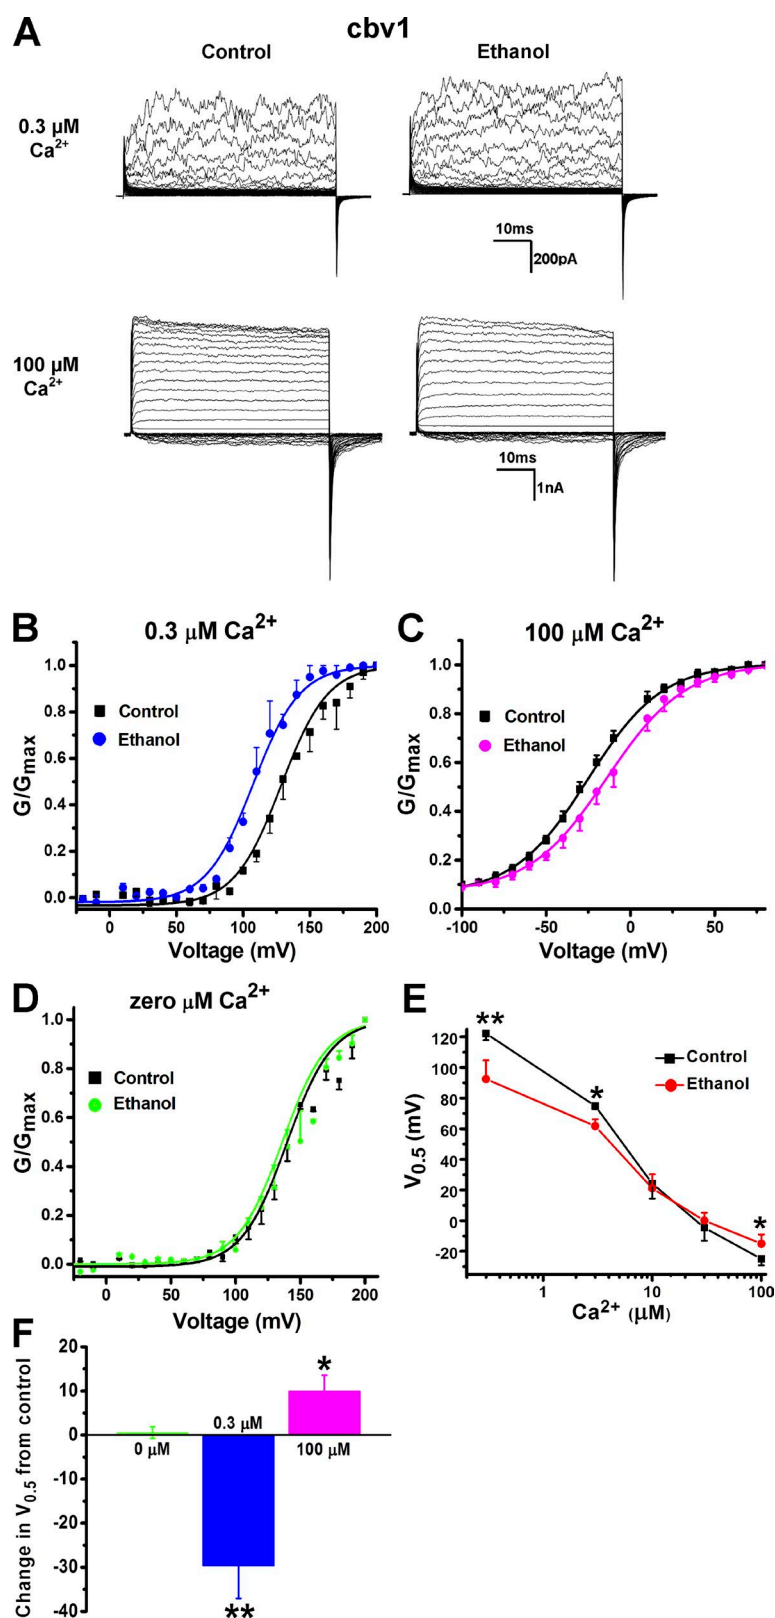 A
cbv1
Control
Ethanol
0.3 µM
Ca2+
10ms
200pA
100 µM
Ca2+
10ms
1nA
B
0.3 µM Ca2+
1.0
0.8
0.6
0.4
0.2
0.0
G/Gmax
Control
Ethanol
0 50 100 150 200
Voltage (mV)
C
100 µM Ca2+
1.0
0.8
0.6
0.4
0.2
0.0
G/Gmax
Control
Ethanol
-100 -50 0 50
Voltage (mV)
D
zero µM Ca2+
1.0
0.8
0.6
0.4
0.2
0.0
G/Gmax
Control
Ethanol
0 50 100 150 200
Voltage (mV)
E
120
100
80
60
40
20
0
-20
V0.5 (mV)
**
*
*
Control
Ethanol
1 10 100
Ca2+ (µM)
F
20
10
0
-10
-20
-30
-40
Change in V0.5 from control
*
0.3 µM
0 µM
100 µM
**